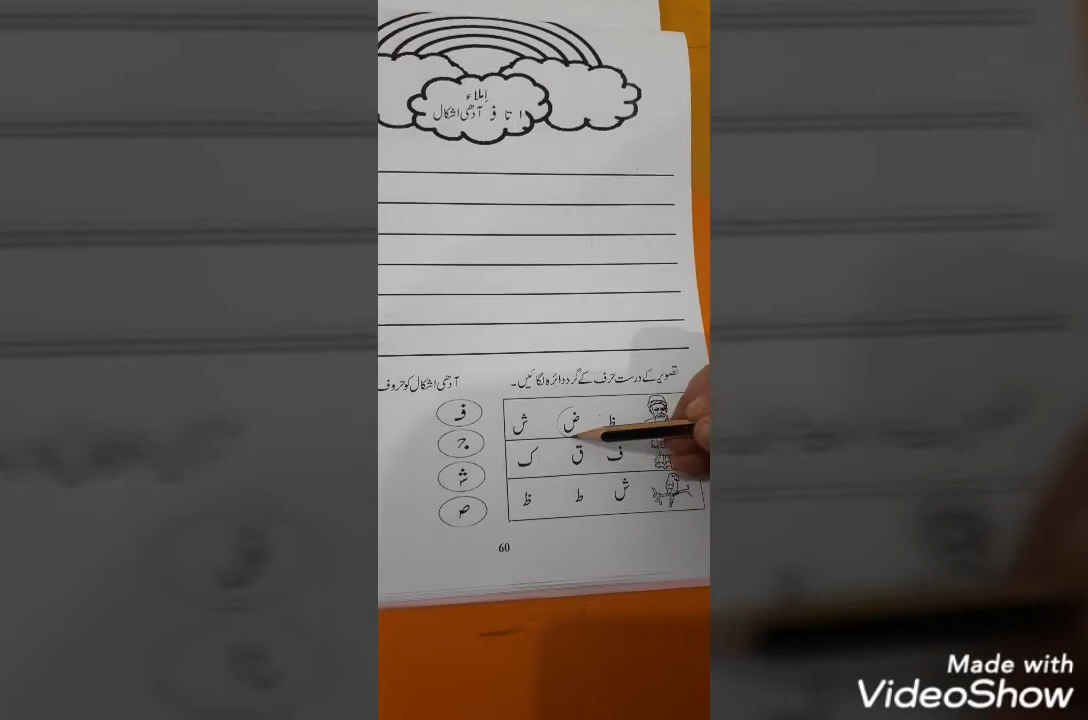 اِملاء
ا تا ف آدھی اشکال
تصویر کے درست حرف کے گرد دائرہ لگائیں۔
ظ ض ش
ف ق ک
ش ط ظ
آدھی اشکال کو حروف
ف
ج
ش
ص
60
Made with
VideoShow